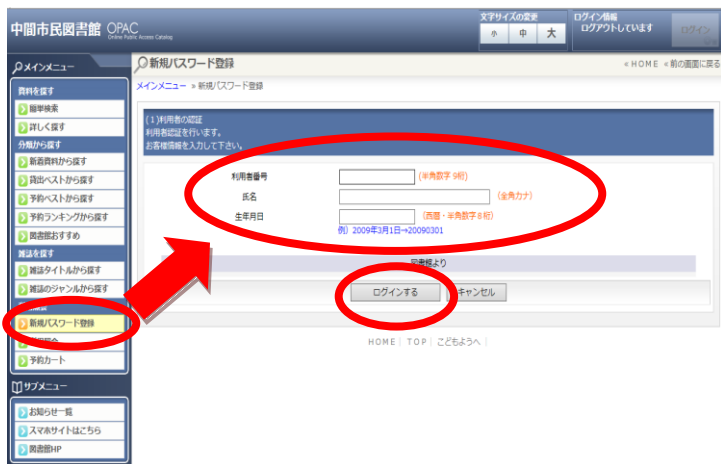 中間市民図書館 OPAC
Online Public Access Catalog
文字サイズの変更
小 中 大
ログイン情報
ログアウトしています
ログイン
メインメニュー
新規パスワード登録
«HOME «前の画面に戻る
メインメニュー » 新規パスワード登録
資料を探す
簡単検索
詳しく探す
分類から探す
新着資料から探す
貸出ベストから探す
予約ベストから探す
予約ランキングから探す
図書館おすすめ
雑誌を探す
雑誌タイトルから探す
雑誌のジャンルから探す
新規パスワード登録
予約カート
サブメニュー
お知らせ一覧
スマホサイトはこちら
図書館HP
(1)利用者の認証
利用者認証を行います。
お客様情報を入力して下さい。
利用者番号 (半角数字 9桁)
氏名 (全角カナ)
生年月日 (西暦・半角数字8桁)
例) 2009年3月1日→20090301
図書館より
ログインする
キャンセル
HOME | TOP | こどもようへ |